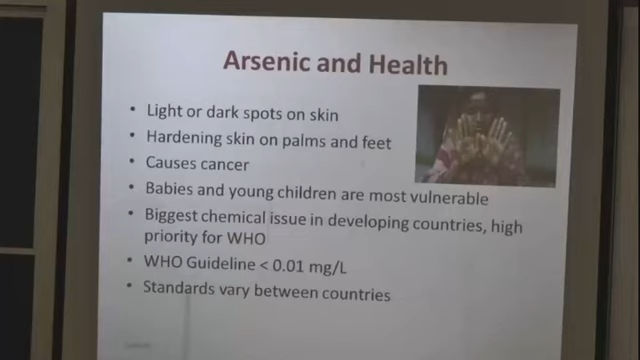 Arsenic and Health
• Light or dark spots on skin
• Hardening skin on palms and feet
• Causes cancer
• Babies and young children are most vulnerable
• Biggest chemical issue in developing countries, high
priority for WHO
• WHO Guideline < 0.01 mg/L
• Standards vary between countries